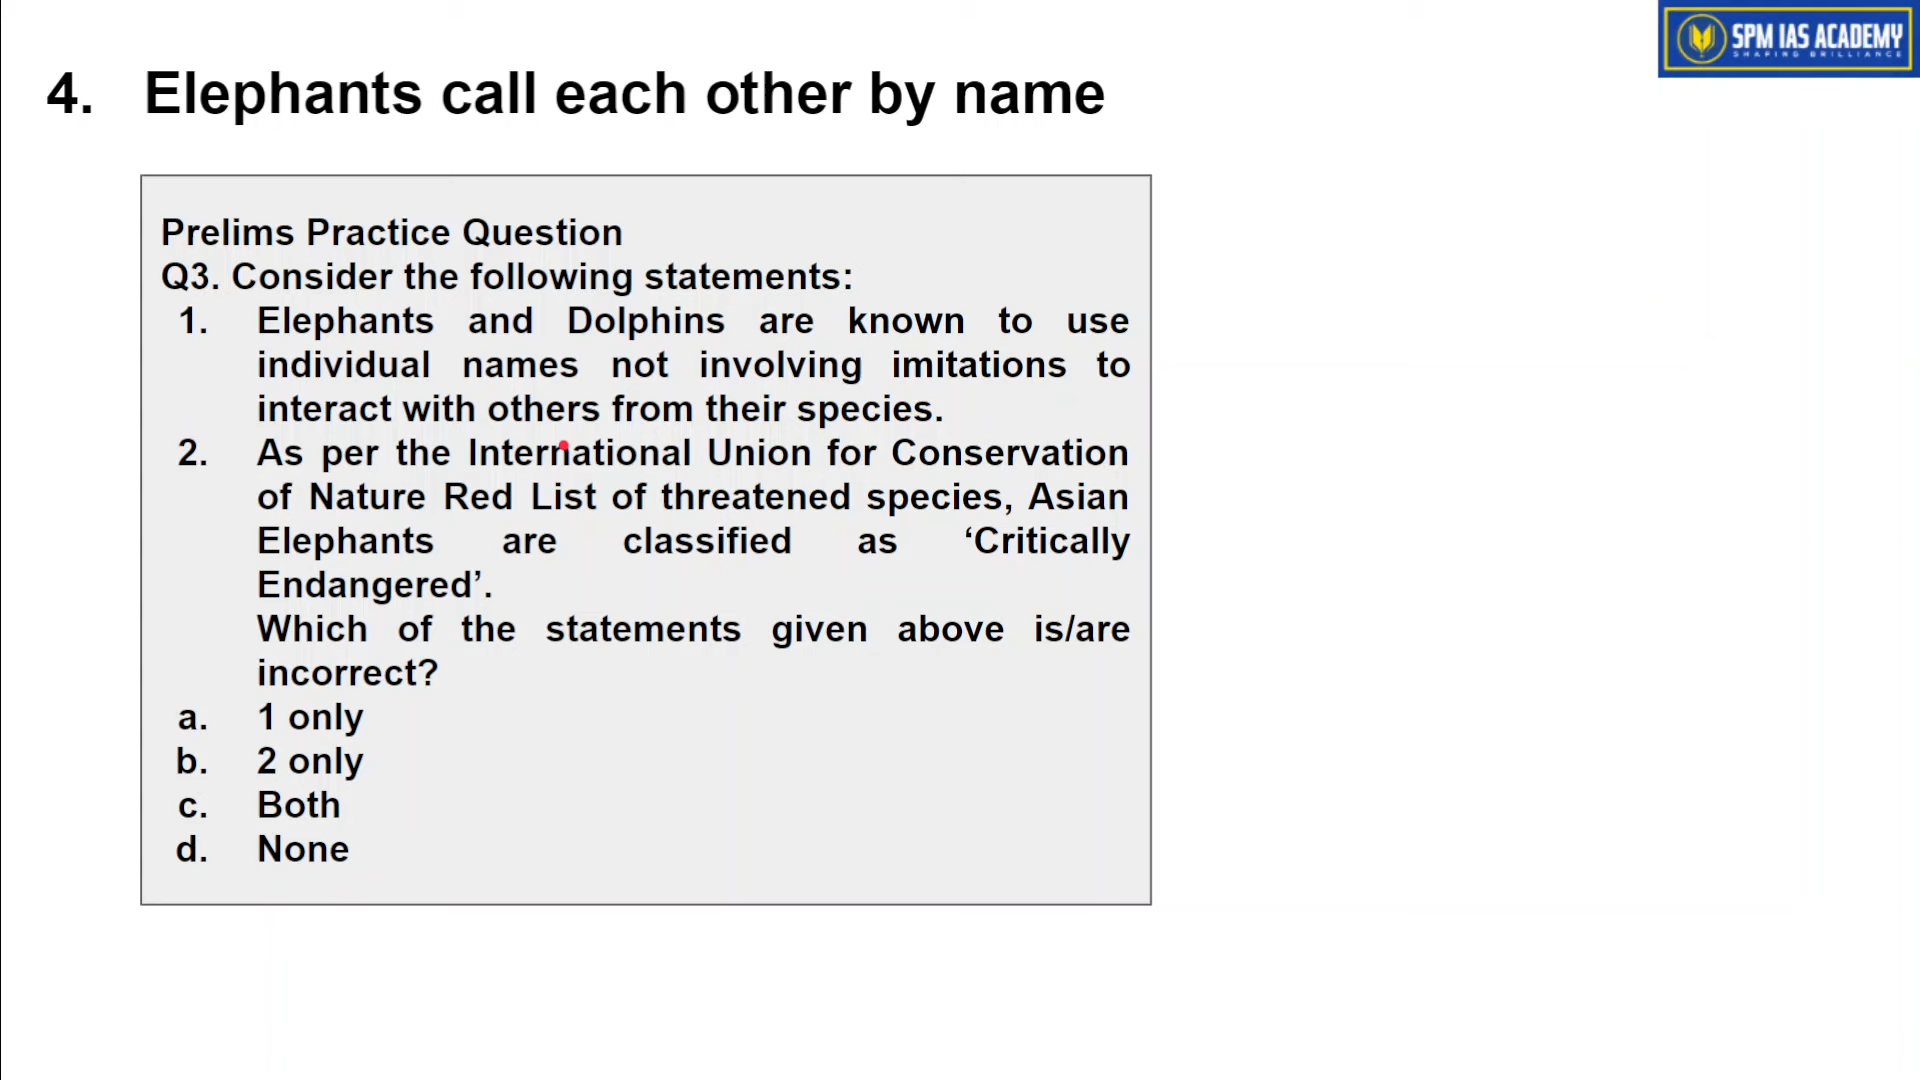 SPM IAS ACADEMY
SHAPING BRILLIANCE
4. Elephants call each other by name
Prelims Practice Question
Q3. Consider the following statements:
1. Elephants and Dolphins are known to use
individual names not involving imitations to
interact with others from their species.
2. As per the International Union for Conservation
of Nature Red List of threatened species, Asian
Elephants are classified as ‘Critically
Endangered’.
Which of the statements given above is/are
incorrect?
a. 1 only
b. 2 only
c. Both
d. None